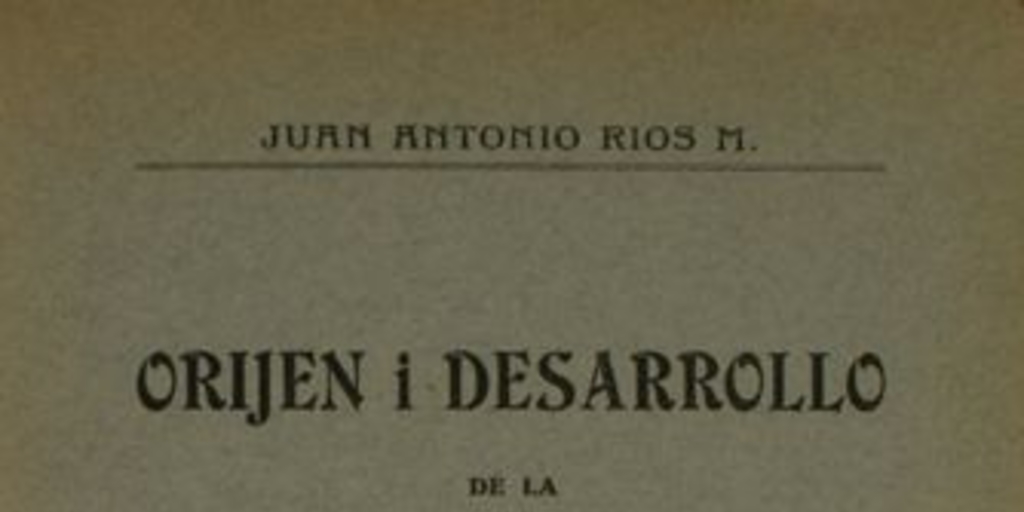 JUAN ANTONIO RIOS M.
ORIJEN i DESARROLLO
DE LA